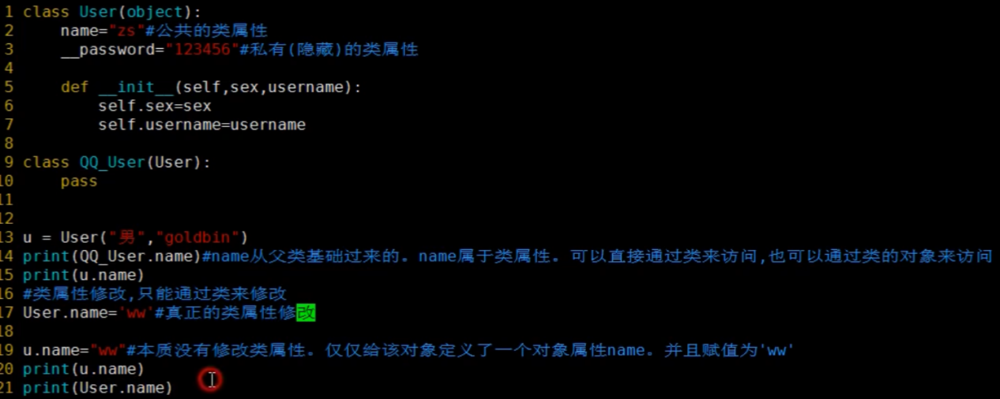 1 class User(object):
2     name="zs"#公共的类属性
3     __password="123456"#私有(隐藏)的类属性
4
5     def __init__(self,sex,username):
6         self.sex=sex
7         self.username=username
8
9 class QQ_User(User):
10     pass
11
12
13 u = User("男","goldbin")
14 print(QQ_User.name)#name从父类基础过来的。name属于类属性。可以直接通过类来访问,也可以通过类的对象来访问
15 print(u.name)
16 #类属性修改,只能通过类来修改
17 User.name='ww'#真正的类属性修改
18
19 u.name="ww"#本质没有修改类属性。仅仅给该对象定义了一个对象属性name。并且赋值为'ww'
20 print(u.name)
21 print(User.name)